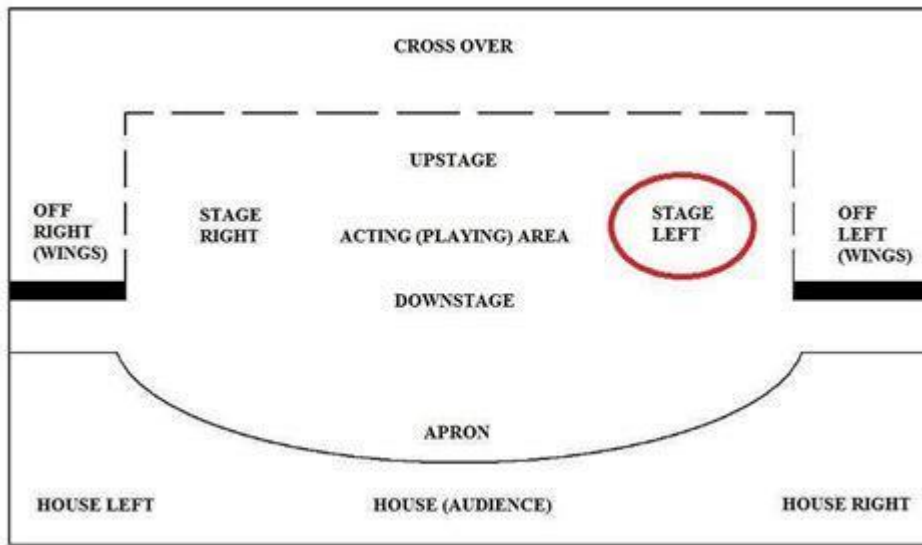 CROSS OVER
UPSTAGE
OFF
RIGHT
(WINGS)
STAGE
RIGHT
ACTING (PLAYING) AREA
STAGE
LEFT
OFF
LEFT
(WINGS)
DOWNSTAGE
APRON
HOUSE LEFT
HOUSE (AUDIENCE)
HOUSE RIGHT